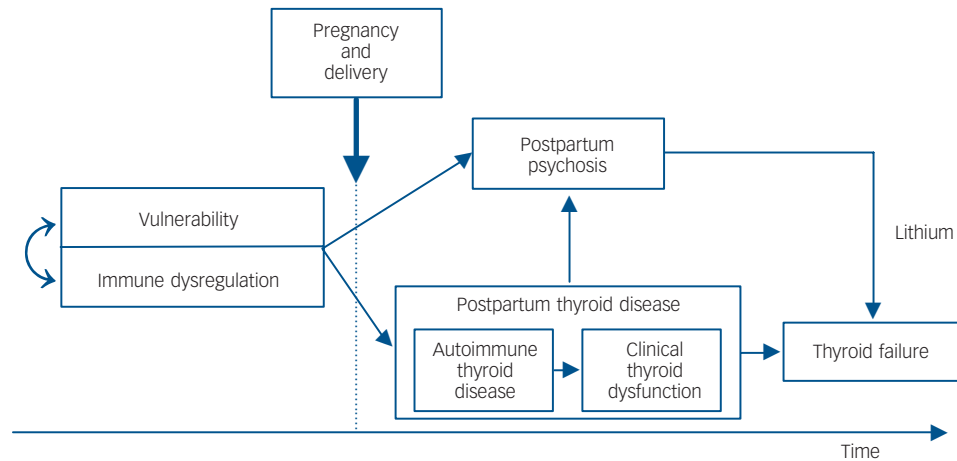 Pregnancy
and
delivery
Postpartum
psychosis
Vulnerability
Immune dysregulation
Lithium
Postpartum thyroid disease
Autoimmune
thyroid
disease
Clinical
thyroid
dysfunction
Thyroid failure
Time